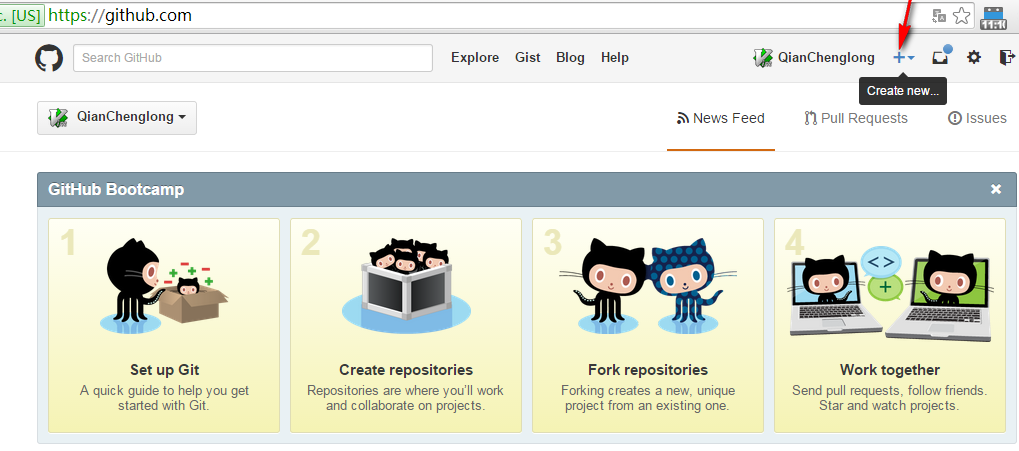 c. [US] https://github.com
11.1k
Search GitHub
Explore Gist Blog Help
QianChenglong
Create new...
QianChenglong
News Feed Pull Requests Issues
GitHub Bootcamp
1
2
3
4
<>
+
Set up Git
A quick guide to help you get
started with Git.
Create repositories
Repositories are where you'll work
and collaborate on projects.
Fork repositories
Forking creates a new, unique
project from an existing one.
Work together
Send pull requests, follow friends.
Star and watch projects.